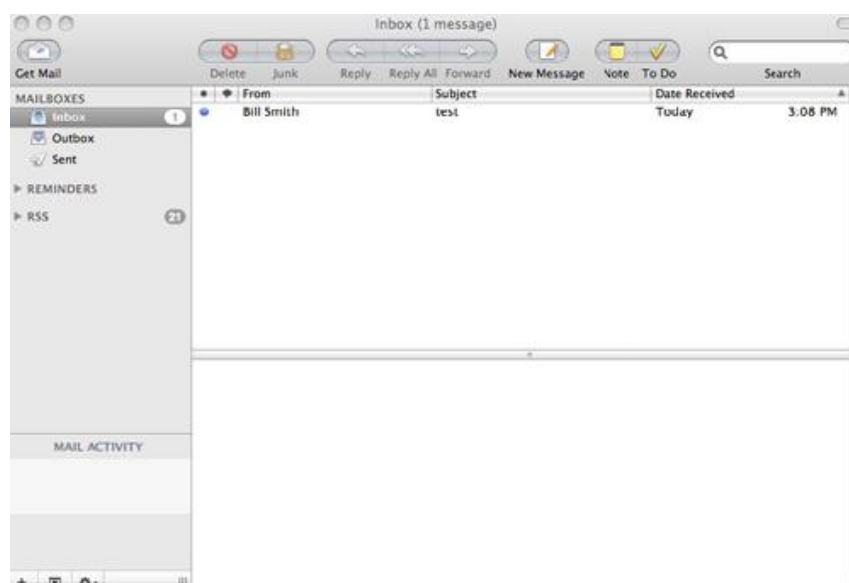 Inbox (1 message)
Get Mail Delete Junk Reply Reply All Forward New Message Note To Do Search
MAILBOXES
Inbox 1
Outbox
Sent
REMINDERS
RSS 21
From Subject Date Received
Bill Smith test Today 3:08 PM
MAIL ACTIVITY